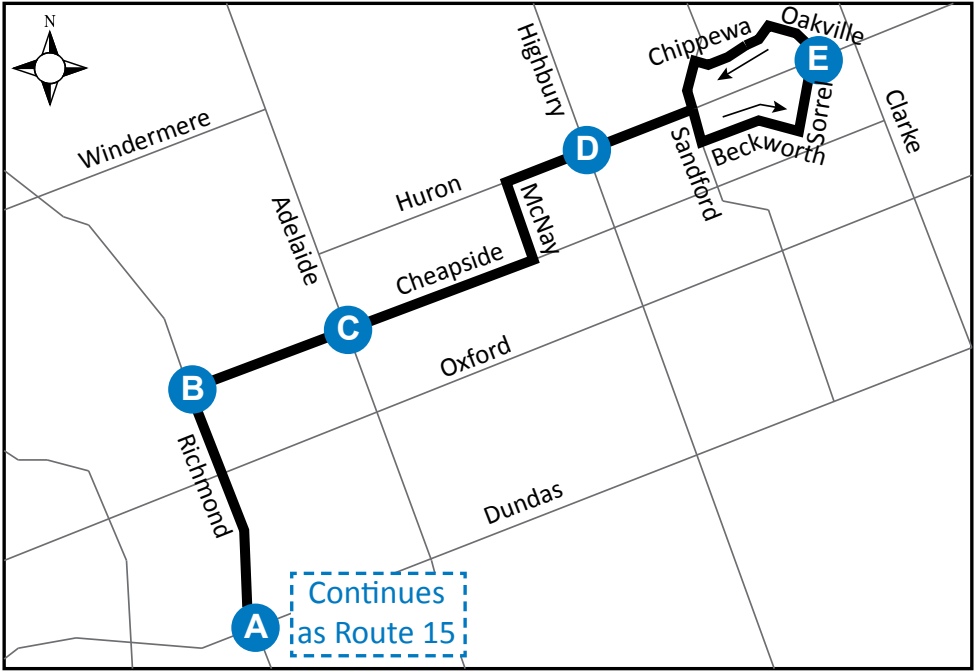 N
Oakville
Chippewa
E
Highbury
Sorrel
Clarke
Windermere
D
Beckworth
Sandford
Huron
McNay
Adelaide
Cheapside
C
Oxford
B
Richmond
Dundas
Continues
as Route 15
A